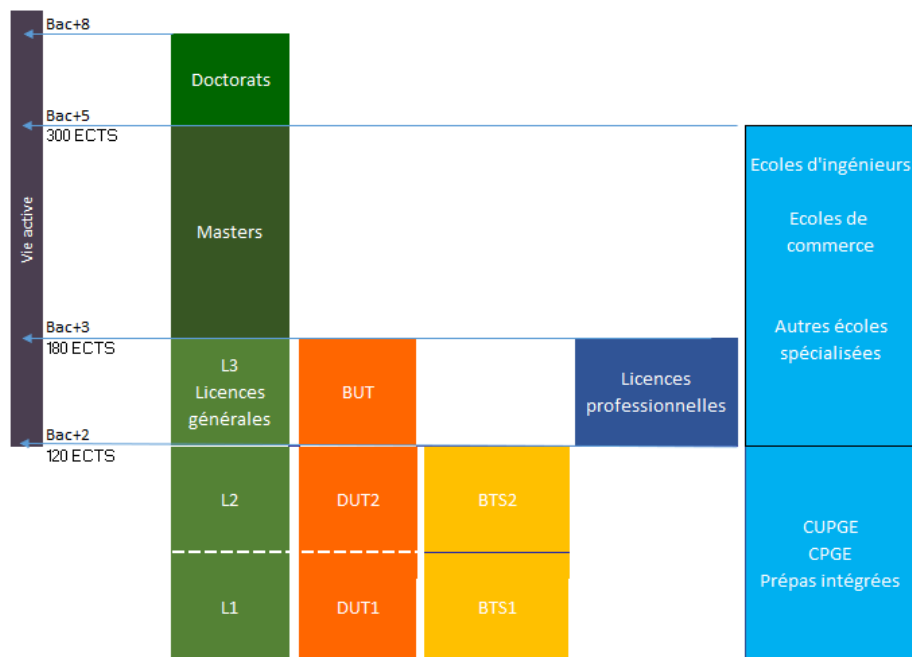 Bac+8
Doctorats
Bac+5
300 ECTS
Ecoles d'ingénieurs
Ecoles de
commerce
Vie active
Masters
Bac+3
180 ECTS
Autres écoles
spécialisées
L3
Licences
générales
BUT
Licences
professionnelles
Bac+2
120 ECTS
L2
DUT2
BTS2
CUPGE
CPGE
Prépas intégrées
L1
DUT1
BTS1